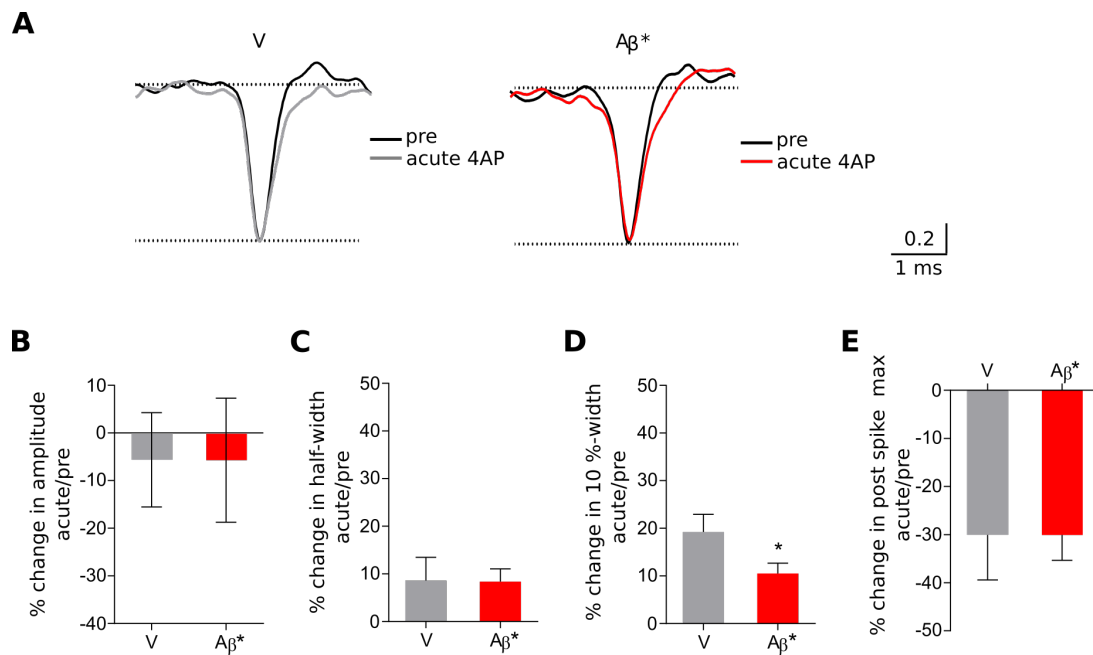 A
V
Aβ*
pre
acute 4AP
pre
acute 4AP
0.2
1 ms
B
% change in amplitude
acute/pre
10
0
-10
-20
-30
-40
V
Aβ*
C
% change in half-width
acute/pre
50
40
30
20
10
0
V
Aβ*
D
% change in 10 %-width
acute/pre
50
40
30
20
10
0
*
V
Aβ*
E
% change in post spike max
acute/pre
V
Aβ*
0
-10
-20
-30
-40
-50